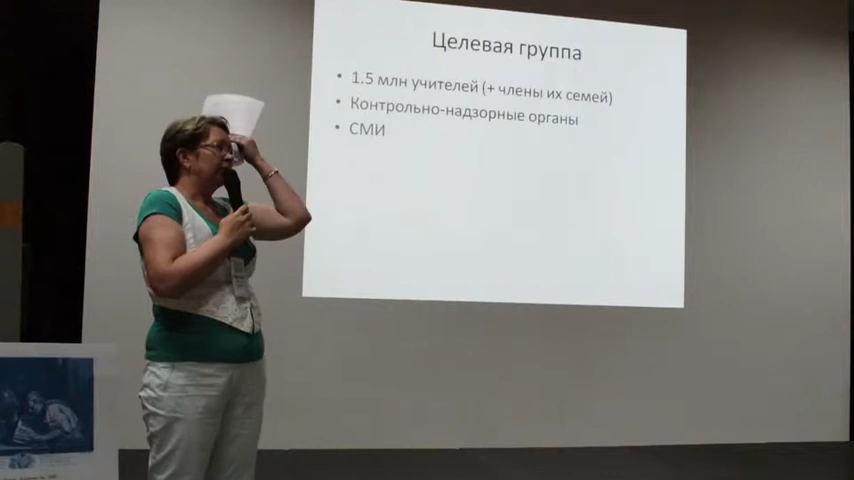 Целевая группа
• 1.5 млн учителей (+ члены их семей)
• Контрольно-надзорные органы
• СМИ